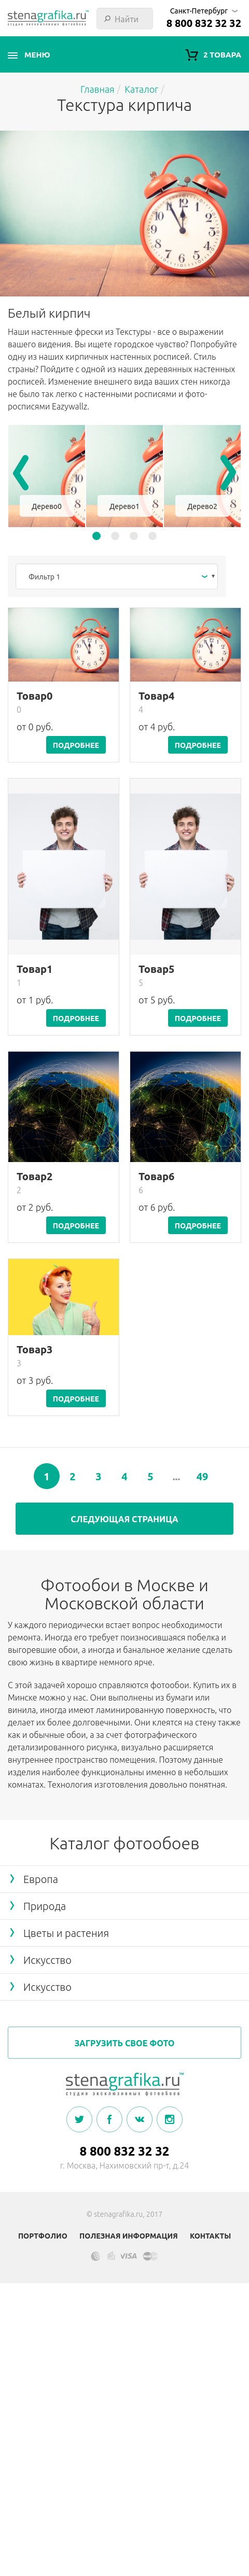 stenagrafika.ru™
студия эксклюзивных фотообоев
Найти
Санкт-Петербург
8 800 832 32 32
МЕНЮ
2 ТОВАРА
Главная / Каталог /
Текстура кирпича
Белый кирпич
Наши настенные фрески из Текстуры - все о выражении
вашего видения. Вы ищете городское чувство? Попробуйте
одну из наших кирпичных настенных росписей. Стиль
страны? Пойдите с одной из наших деревянных настенных
росписей. Изменение внешнего вида ваших стен никогда
не было так легко с настенными росписями и фото-
росписями Eazywallz.
Дерево0
Дерево1
Дерево2
Фильтр 1
Товар0
0
от 0 руб.
ПОДРОБНЕЕ
Товар4
4
от 4 руб.
ПОДРОБНЕЕ
Товар1
1
от 1 руб.
ПОДРОБНЕЕ
Товар5
5
от 5 руб.
ПОДРОБНЕЕ
Товар2
2
от 2 руб.
ПОДРОБНЕЕ
Товар6
6
от 6 руб.
ПОДРОБНЕЕ
Товар3
3
от 3 руб.
ПОДРОБНЕЕ
1 2 3 4 5 ... 49
СЛЕДУЮЩАЯ СТРАНИЦА
Фотообои в Москве и
Московской области
У каждого периодически встает вопрос необходимости
ремонта. Иногда его требует поизносившаяся побелка и
выгоревшие обои, а иногда и банальное желание сделать
свою жизнь в квартире немного ярче.
С этой задачей хорошо справляются фотообои. Купить их в
Минске можно у нас. Они выполнены из бумаги или
винила, иногда имеют ламинированную поверхность, что
делает их более долговечными. Они клеятся на стену также
как и обычные обои, а за счет фотографического
детализированного рисунка, визуально расширяется
внутреннее пространство помещения. Поэтому данные
изделия наиболее функциональны именно в небольших
комнатах. Технология изготовления довольно понятная.
Каталог фотообоев
Европа
Природа
Цветы и растения
Искусство
Искусство
ЗАГРУЗИТЬ СВОЕ ФОТО
stenagrafika.ru™
студия эксклюзивных фотообоев
8 800 832 32 32
г. Москва, Нахимовский пр-т, д.24
© stenagrafika.ru, 2017
ПОРТФОЛИО ПОЛЕЗНАЯ ИНФОРМАЦИЯ КОНТАКТЫ
VISA